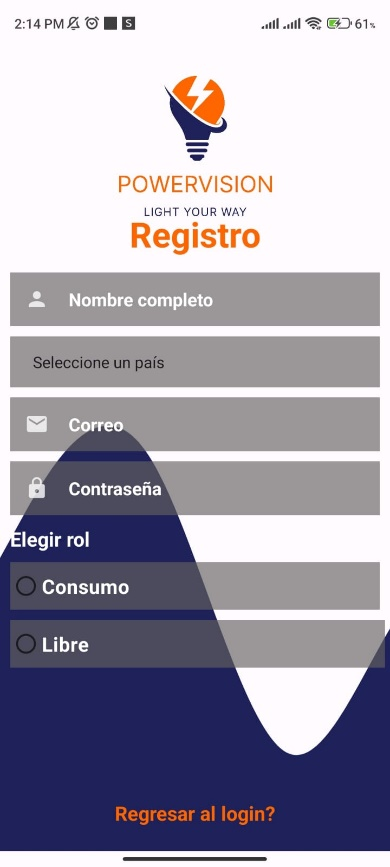 2:14 PM S 61%
POWERVISION
LIGHT YOUR WAY
Registro
Nombre completo
Seleccione un país
Correo
Contraseña
Elegir rol
Consumo
Libre
Regresar al login?